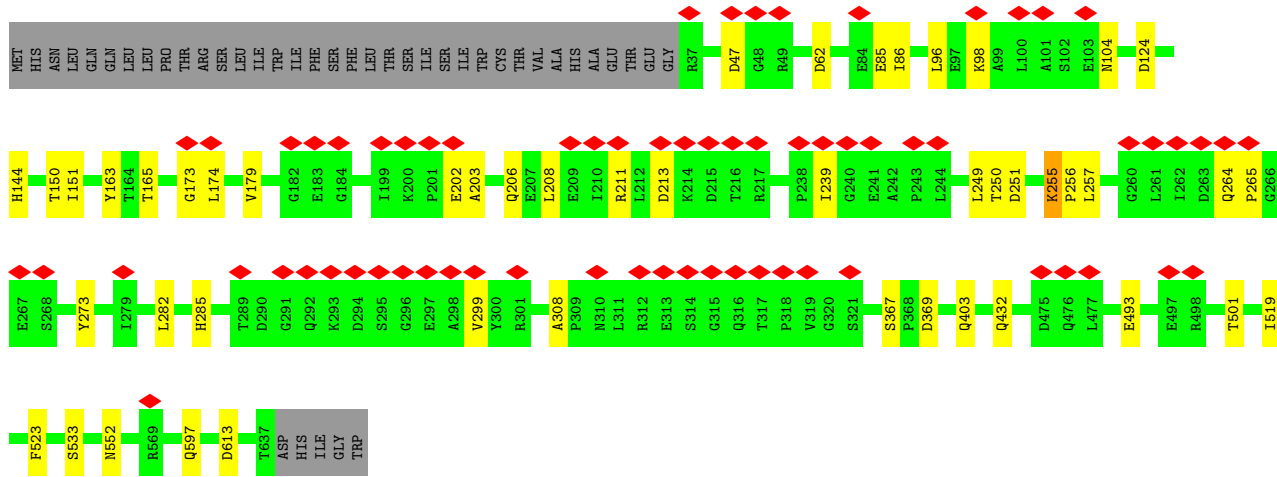 MET HIS ASN LEU GLN GLN LEU LEU PRO THR ARG SER LEU ILE TRP ILE PHE SER PHE LEU THR SER ILE SER ILE TRP CYS THR VAL ALA HIS ALA GLU THR GLU GLY R37 D47 G48 R49 D62 E84 E85 I86 L96 E97 K98 A99 L100 A101 S102 E103 N104 D124
H144 T150 I151 Y163 T164 T165 G173 L174 V179 G182 E183 G184 I199 K200 P201 E202 A203 Q206 E207 L208 E209 I210 R211 L212 D213 K214 D215 T216 R217 P238 I239 G240 E241 A242 P243 L244 L249 T250 D251 K255 P256 L257 G260 L261 I262 D263 Q264 P265 G266
E267 S268 Y273 I279 L282 H285 T289 D290 G291 Q292 K293 D294 S295 G296 E297 A298 V299 Y300 R301 A308 P309 N310 L311 R312 E313 S314 G315 Q316 T317 P318 V319 G320 S321 S367 P368 D369 Q403 Q432 D475 Q476 L477 E493 E497 R498 T501 I519
F523 S533 N552 R569 Q597 D613 T637 ASP HIS ILE GLY TRP